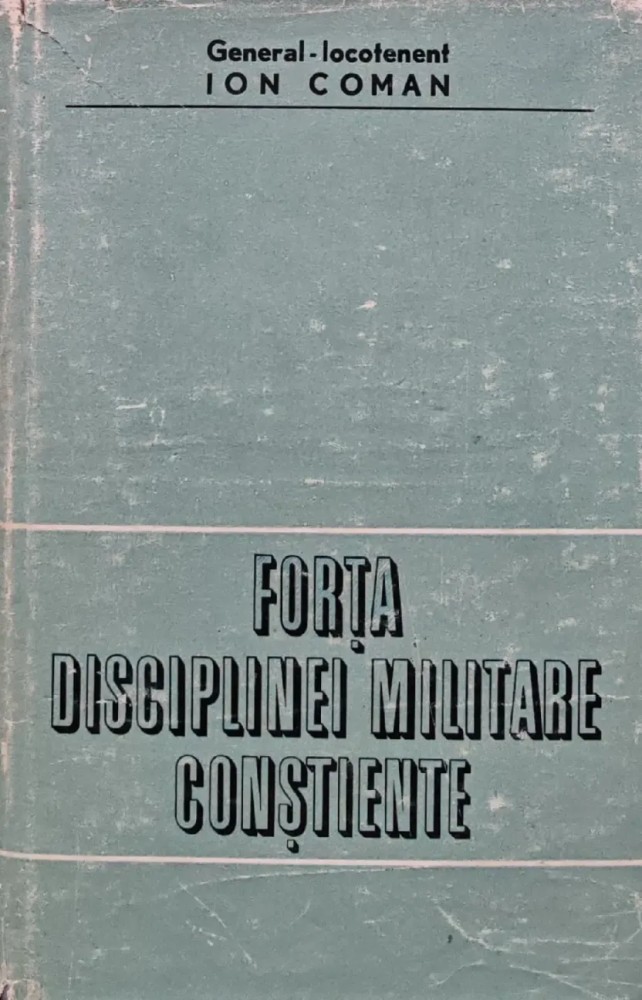 General-locotenent
ION COMAN
FORȚA
DISCIPLINEI MILITARE
CONȘTIENTE